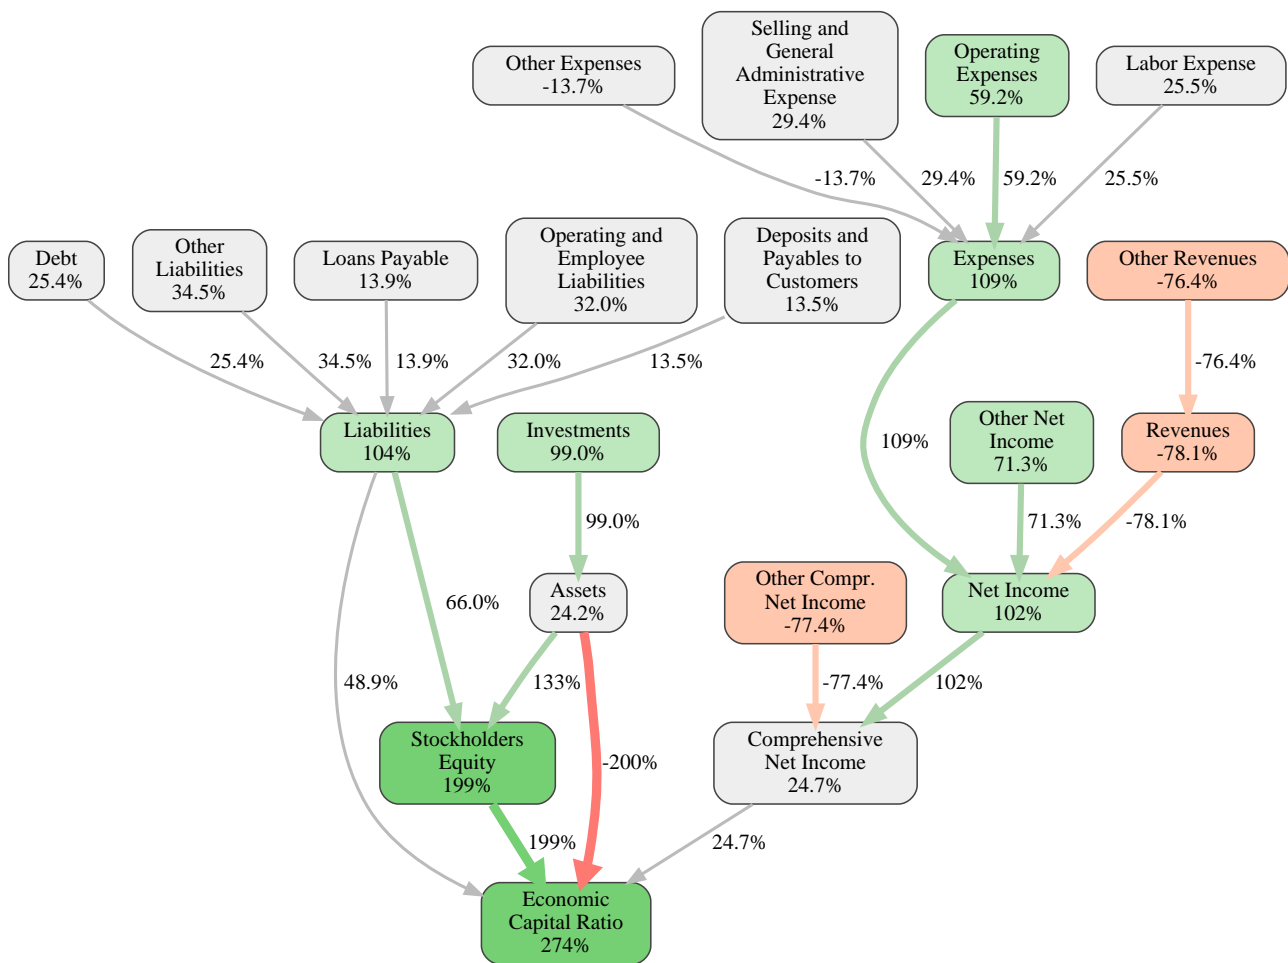 Selling and
General
Administrative
Expense
29.4%
Other Expenses
-13.7%
Operating
Expenses
59.2%
Labor Expense
25.5%
-13.7%
29.4%
59.2%
25.5%
Debt
25.4%
Other
Liabilities
34.5%
Loans Payable
13.9%
Operating and
Employee
Liabilities
32.0%
Deposits and
Payables to
Customers
13.5%
Expenses
109%
Other Revenues
-76.4%
25.4%
34.5%
13.9%
32.0%
13.5%
-76.4%
Liabilities
104%
Investments
99.0%
109%
Other Net
Income
71.3%
Revenues
-78.1%
99.0%
71.3%
-78.1%
66.0%
Assets
24.2%
Other Compr.
Net Income
-77.4%
Net Income
102%
48.9%
133%
-77.4%
102%
Stockholders
Equity
199%
-200%
Comprehensive
Net Income
24.7%
199%
24.7%
Economic
Capital Ratio
274%